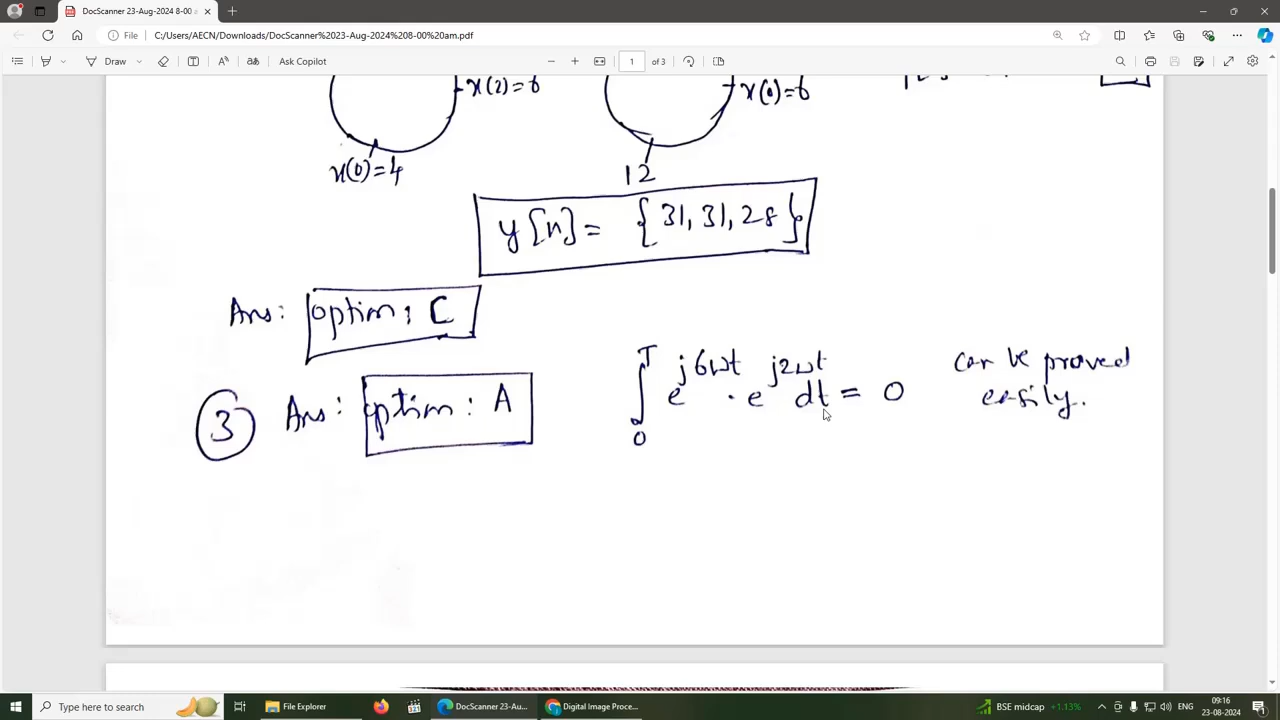 DocScanner 23-Aug-2024 8-00 a
File
C:/Users/AECN/Downloads/DocScanner%2023-Aug-2024%208-00%20am.pdf
Draw
Ask Copilot
1 of 3
x(2)=6
x(0)=6
x(0)=4
12
y[n]= {31, 31, 28}
Ans: option: C
③ Ans: option: A
∫₀ᵀ e^{j6ωt} · e^{j2ωt} dt = 0
can be proved
easily.
Type here to search
File Explorer
DocScanner 23-Au...
Digital Image Proce...
BSE midcap +1.13%
ENG
09:16
23-08-2024